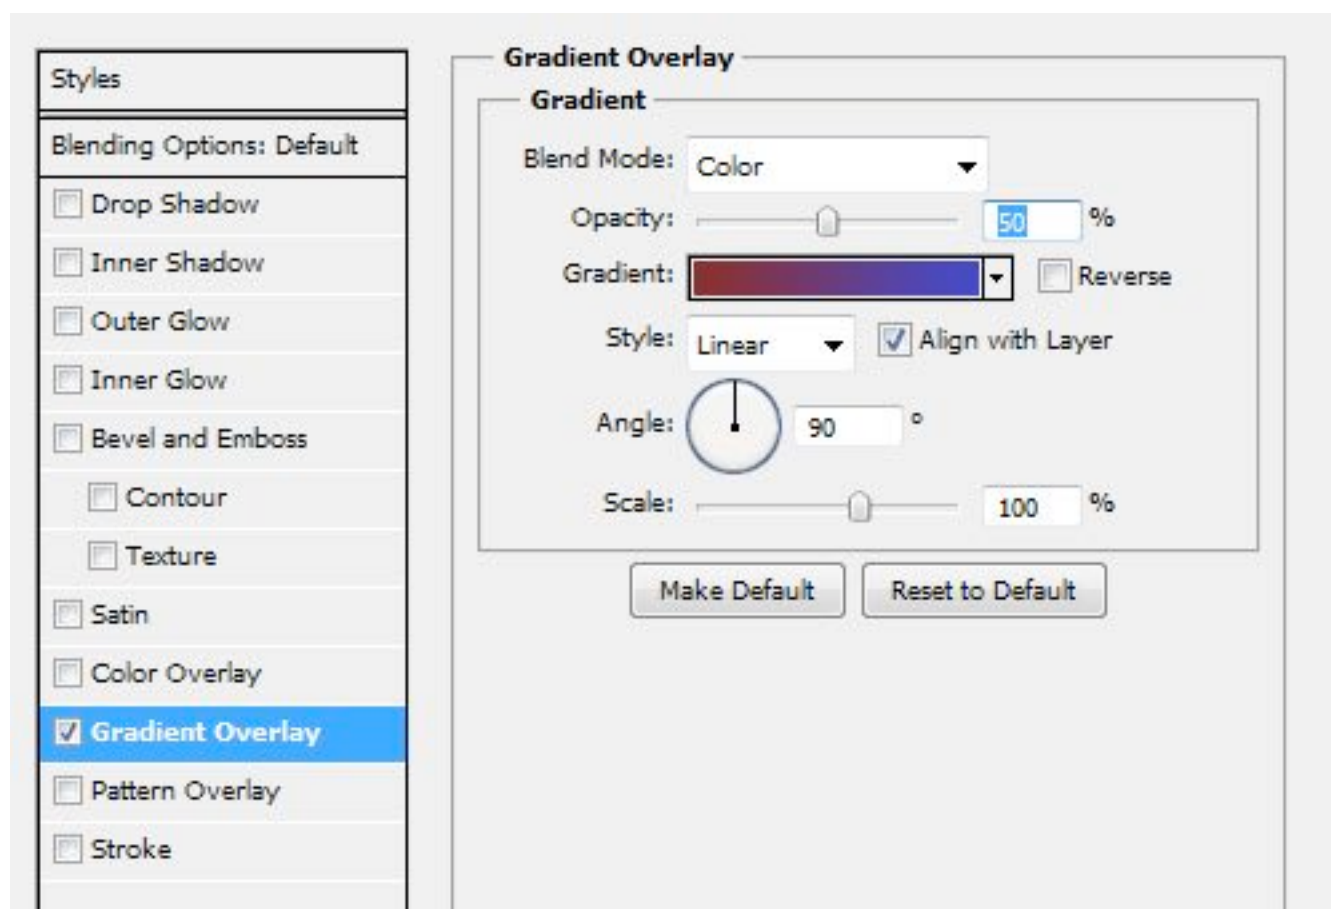 Styles
Blending Options: Default
Drop Shadow
Inner Shadow
Outer Glow
Inner Glow
Bevel and Emboss
Contour
Texture
Satin
Color Overlay
Gradient Overlay
Pattern Overlay
Stroke
Gradient Overlay
Gradient
Blend Mode: Color
Opacity: 50 %
Gradient: Reverse
Style: Linear Align with Layer
Angle: 90 °
Scale: 100 %
Make Default Reset to Default